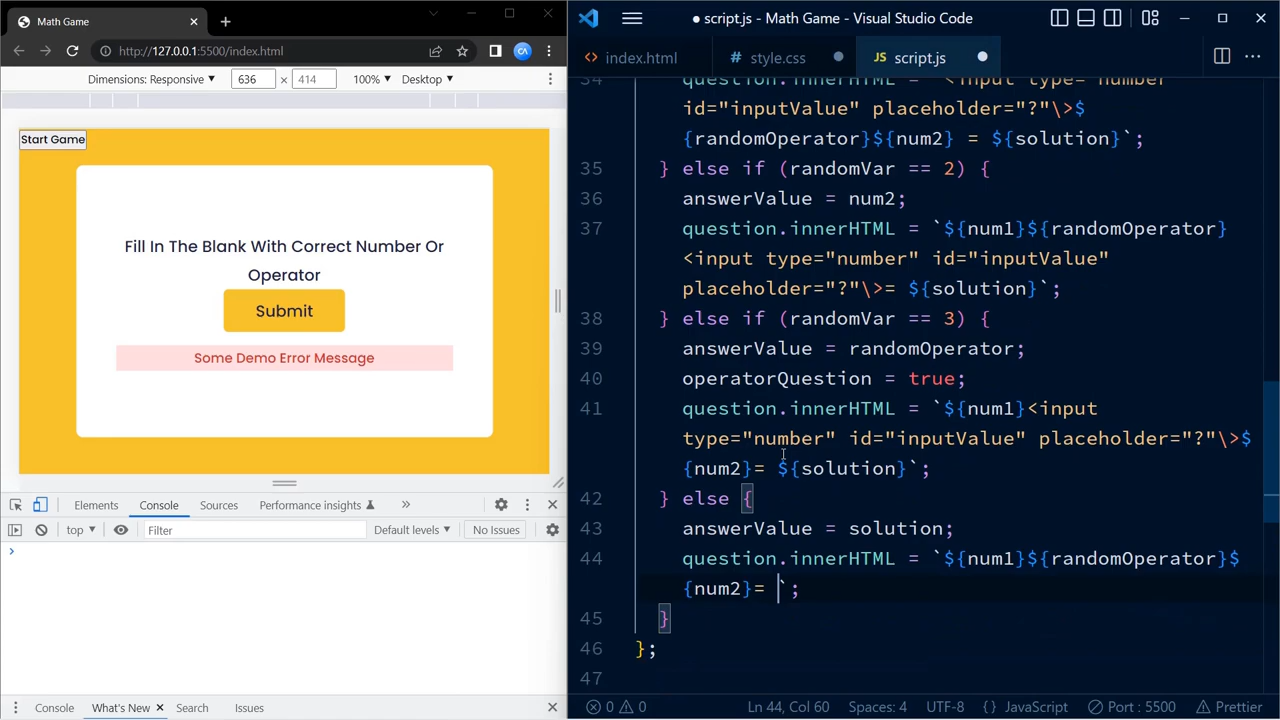 Math Game
script.js - Math Game - Visual Studio Code
http://127.0.0.1:5500/index.html
CA
index.html
style.css
JS script.js
Dimensions: Responsive 636 × 414 100% Desktop
Start Game
Fill In The Blank With Correct Number Or
Operator
Submit
Some Demo Error Message
Elements Console Sources Performance insights
top Filter Default levels No Issues
Console What's New Search Issues
34 question.innerHTML = `<input type="number"
id="inputValue" placeholder="?"\>$
{randomOperator}${num2} = ${solution}`;
35 } else if (randomVar == 2) {
36 answerValue = num2;
37 question.innerHTML = `${num1}${randomOperator}
<input type="number" id="inputValue"
placeholder="?"\>= ${solution}`;
38 } else if (randomVar == 3) {
39 answerValue = randomOperator;
40 operatorQuestion = true;
41 question.innerHTML = `${num1}<input
type="number" id="inputValue" placeholder="?"\>$
{num2}= ${solution}`;
42 } else {
43 answerValue = solution;
44 question.innerHTML = `${num1}${randomOperator}$
{num2}= `;
45 }
46 };
47
0 0 Ln 44, Col 60 Spaces: 4 UTF-8 {} JavaScript Port : 5500 Prettier